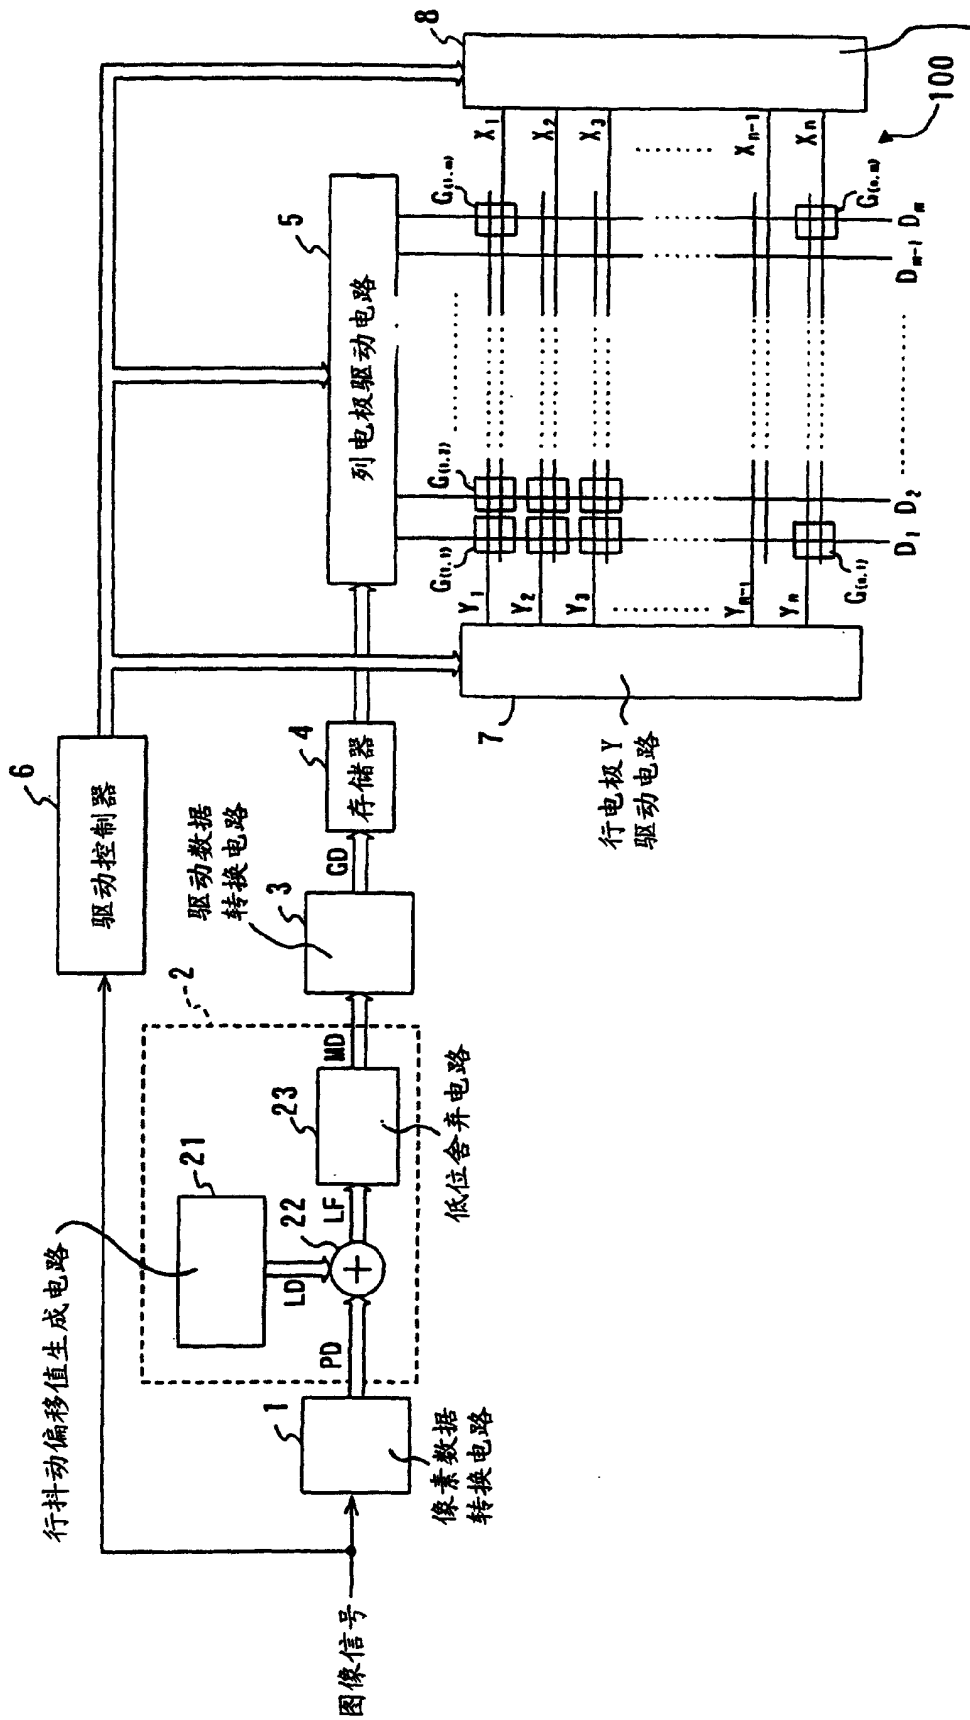 图像信号
1
像素数据
转换电路
PD
行抖动偏移值生成电路
21
LD
22
LF
23
低位舍弃电路
2
MD
3
驱动数据
转换电路
GD
4
存储器
6
驱动控制器
5
列电极驱动电路
7
行电极Y
驱动电路
8
100
Y1
Y2
Y3
Yn-1
Yn
X1
X2
X3
Xn-1
Xn
G(1,1)
G(1,2)
G(1,m)
G(n,1)
G(n,m)
D1
D2
Dm-1
Dm